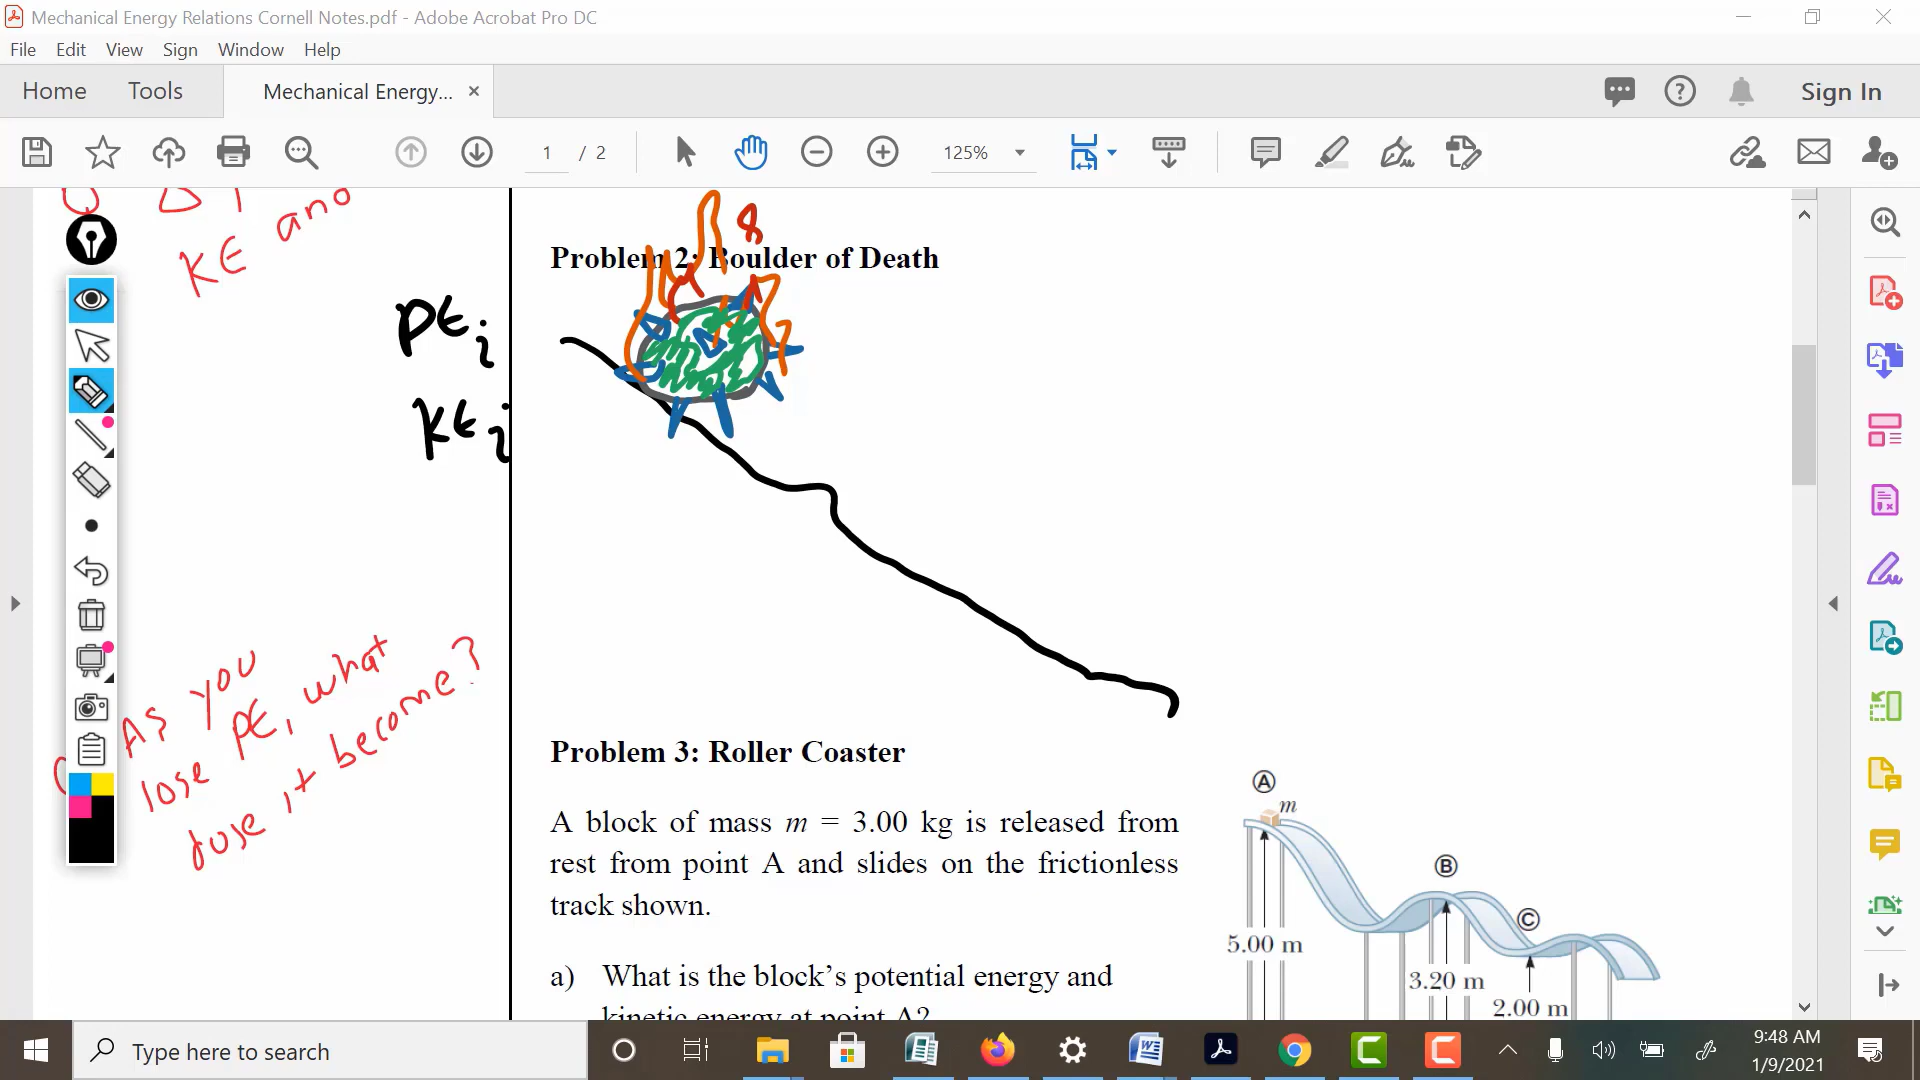 Mechanical Energy Relations Cornell Notes.pdf - Adobe Acrobat Pro DC
File Edit View Sign Window Help
Home Tools Mechanical Energy... × Sign In
1 / 2 125%
KE and
Problem 2: Boulder of Death
PEi
KEi
As you
lose PE, what
does it become?
Problem 3: Roller Coaster
A block of mass m = 3.00 kg is released from
rest from point A and slides on the frictionless
track shown.
a) What is the block's potential energy and
kinetic energy at point A?
A
m
B
C
5.00 m
3.20 m
2.00 m
Type here to search
9:48 AM
1/9/2021